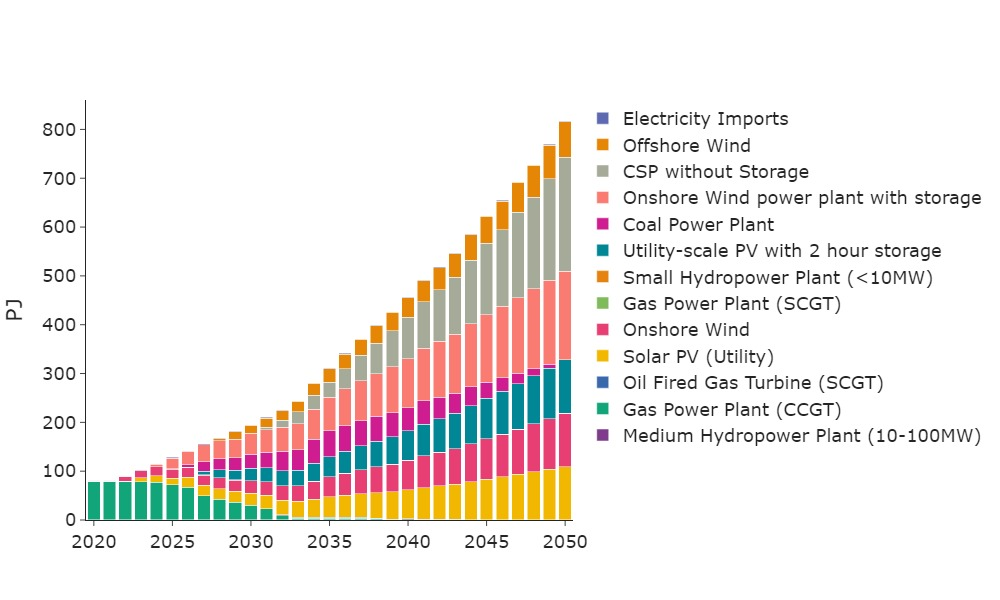 PJ
800
700
600
500
400
300
200
100
0
2020 2025 2030 2035 2040 2045 2050
Electricity Imports
Offshore Wind
CSP without Storage
Onshore Wind power plant with storage
Coal Power Plant
Utility-scale PV with 2 hour storage
Small Hydropower Plant (<10MW)
Gas Power Plant (SCGT)
Onshore Wind
Solar PV (Utility)
Oil Fired Gas Turbine (SCGT)
Gas Power Plant (CCGT)
Medium Hydropower Plant (10-100MW)